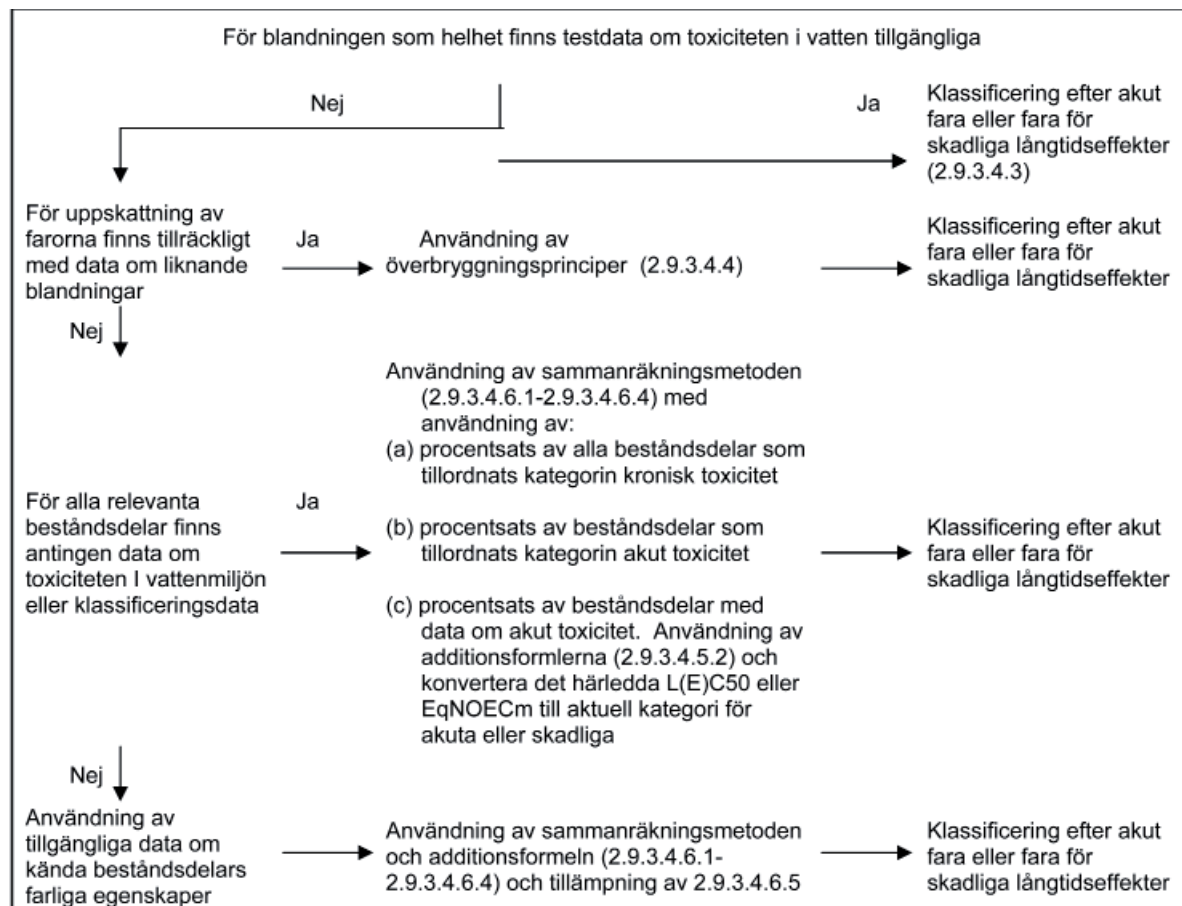 För blandningen som helhet finns testdata om toxiciteten i vatten tillgängliga
Nej
Ja
Klassificering efter akut
fara eller fara för
skadliga långtidseffekter
(2.9.3.4.3)
För uppskattning av
farorna finns tillräckligt
med data om liknande
blandningar
Ja
Användning av
överbryggningsprinciper (2.9.3.4.4)
Klassificering efter akut
fara eller fara för
skadliga långtidseffekter
Nej
Användning av sammanräkningsmetoden
(2.9.3.4.6.1-2.9.3.4.6.4) med
användning av:
(a) procentsats av alla beståndsdelar som
tillordnats kategorin kronisk toxicitet
För alla relevanta
beståndsdelar finns
antingen data om
toxiciteten I vattenmiljön
eller klassificeringsdata
Ja
(b) procentsats av beståndsdelar som
tillordnats kategorin akut toxicitet
(c) procentsats av beståndsdelar med
data om akut toxicitet. Användning av
additionsformlerna (2.9.3.4.5.2) och
konvertera det härledda L(E)C50 eller
EqNOECm till aktuell kategori för
akuta eller skadliga
Klassificering efter akut
fara eller fara för
skadliga långtidseffekter
Nej
Användning av
tillgängliga data om
kända beståndsdelars
farliga egenskaper
Användning av sammanräkningsmetoden
och additionsformeln (2.9.3.4.6.1-
2.9.3.4.6.4) och tillämpning av 2.9.3.4.6.5
Klassificering efter akut
fara eller fara för
skadliga långtidseffekter